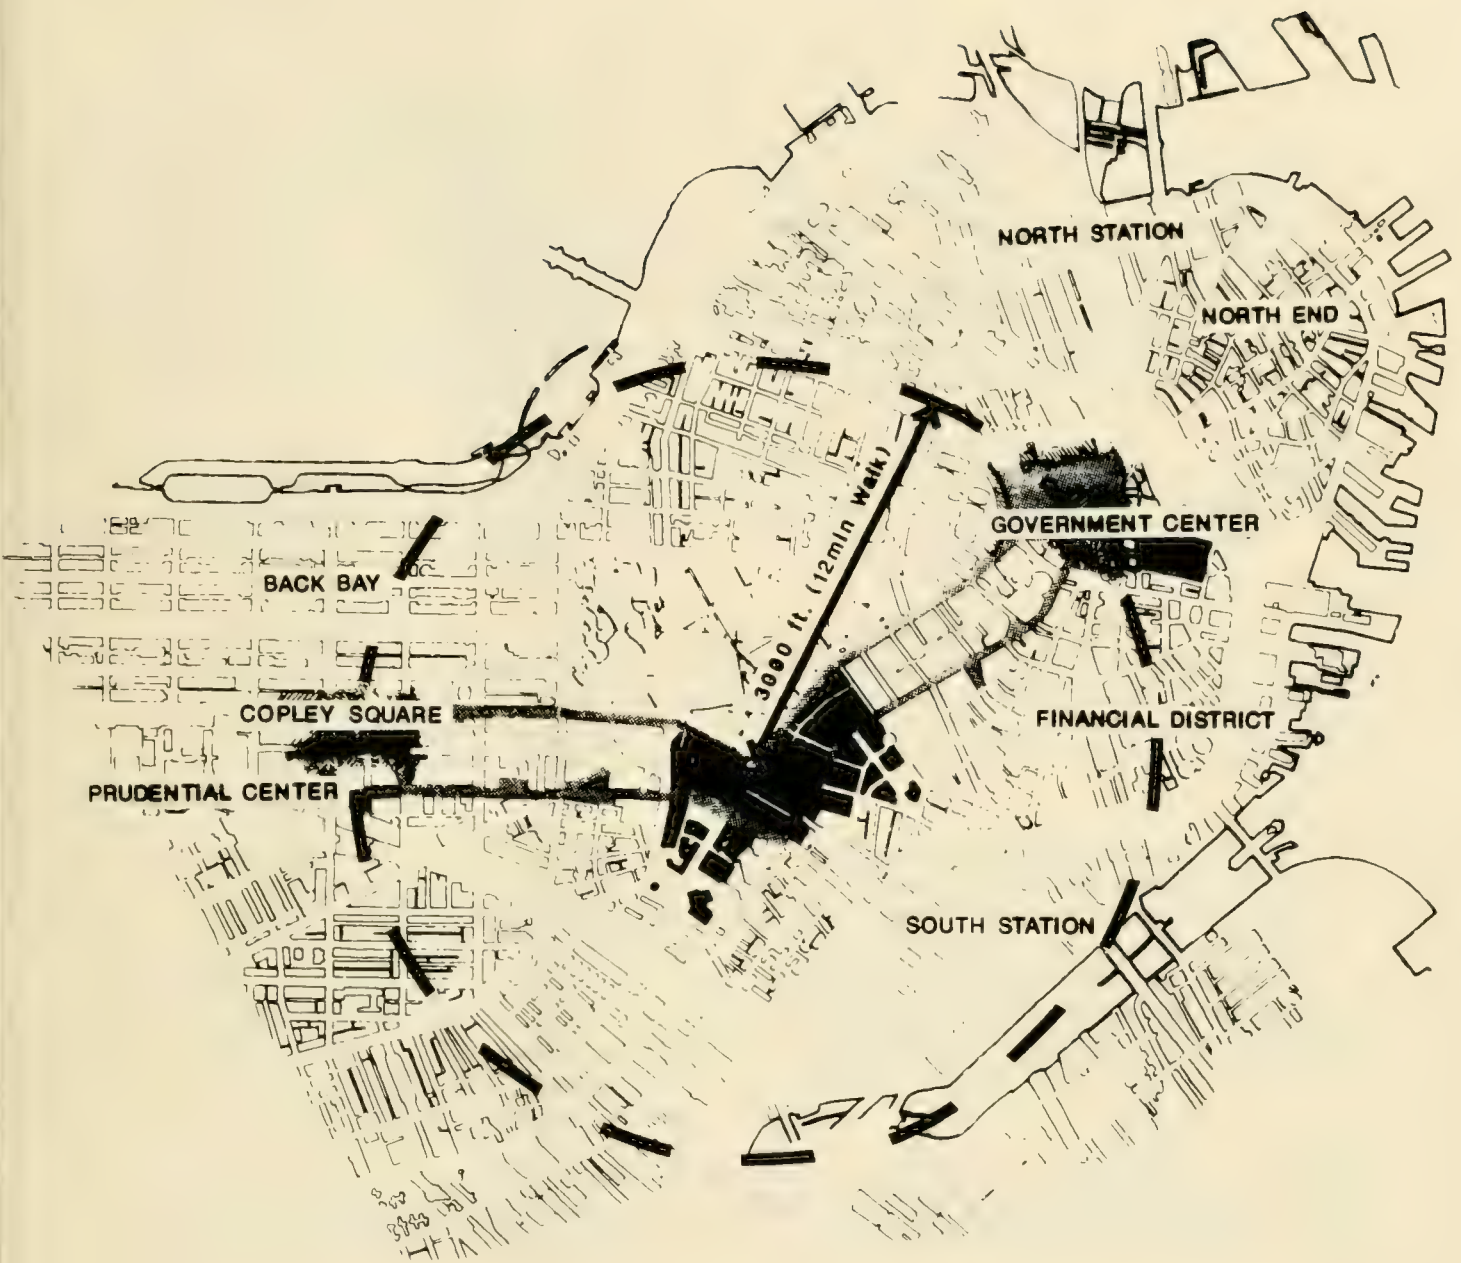 NORTH STATION
NORTH END
3000 ft. (12min Walk)
GOVERNMENT CENTER
BACK BAY
COPLEY SQUARE
FINANCIAL DISTRICT
PRUDENTIAL CENTER
SOUTH STATION